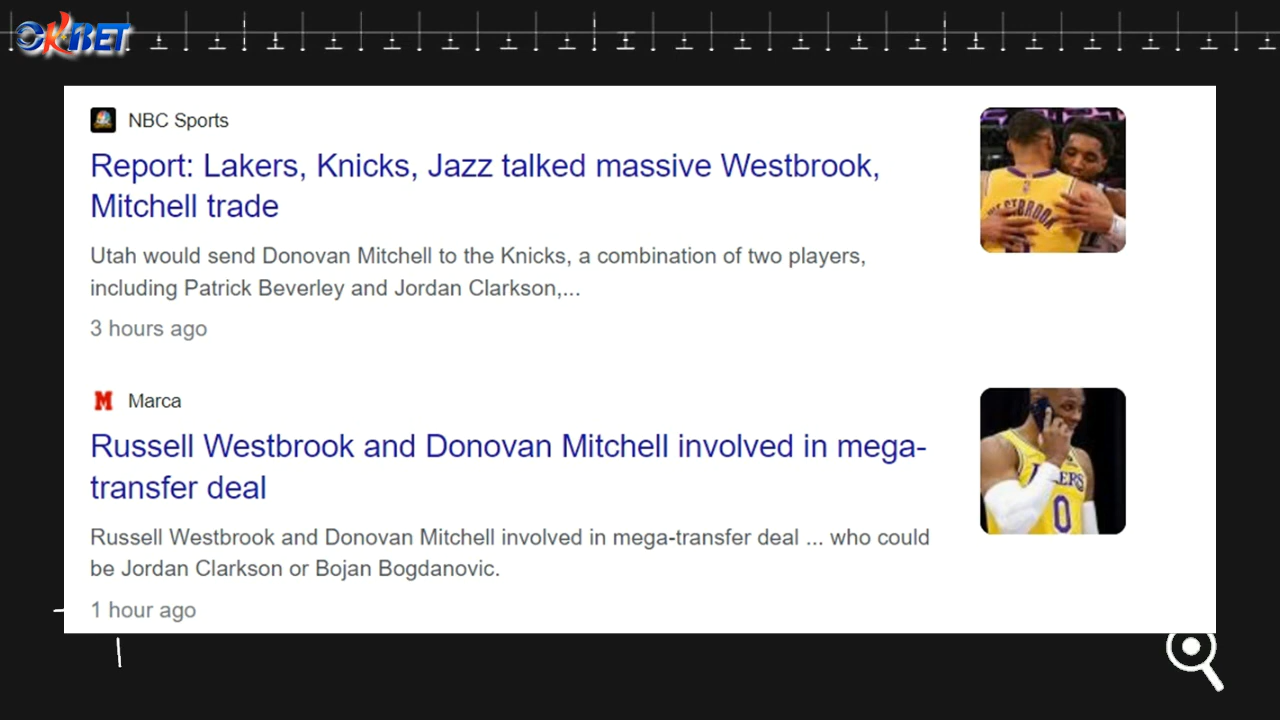 OKBET
NBC Sports
Report: Lakers, Knicks, Jazz talked massive Westbrook,
Mitchell trade
Utah would send Donovan Mitchell to the Knicks, a combination of two players,
including Patrick Beverley and Jordan Clarkson,...
3 hours ago
WESTBROOK
M Marca
Russell Westbrook and Donovan Mitchell involved in mega-
transfer deal
Russell Westbrook and Donovan Mitchell involved in mega-transfer deal ... who could
be Jordan Clarkson or Bojan Bogdanovic.
1 hour ago
0